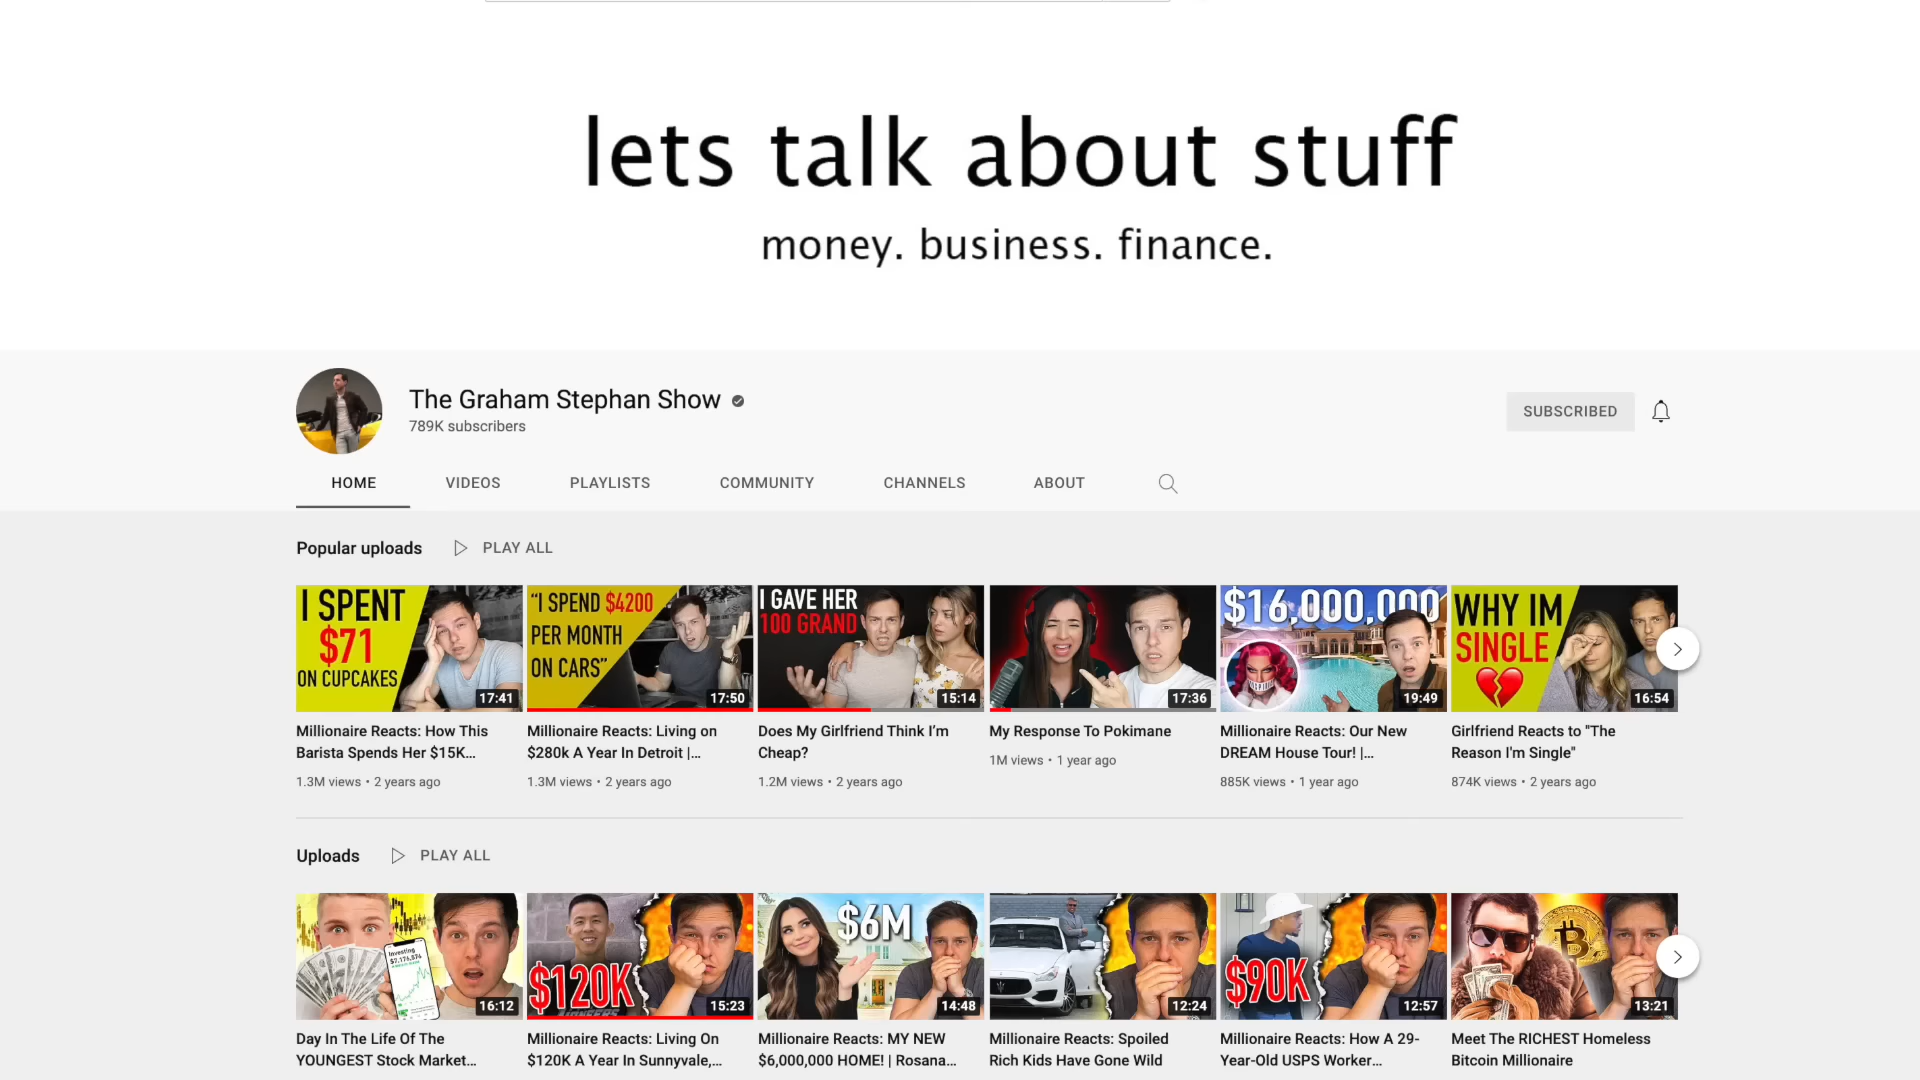 lets talk about stuff
money. business. finance.
The Graham Stephan Show
789K subscribers
SUBSCRIBED
HOME VIDEOS PLAYLISTS COMMUNITY CHANNELS ABOUT
Popular uploads PLAY ALL
I SPENT
$71
ON CUPCAKES
17:41
"I SPEND $4200
PER MONTH
ON CARS"
17:50
I GAVE HER
100 GRAND
15:14
17:36
$16,000,000
19:49
WHY IM
SINGLE
16:54
Millionaire Reacts: How This
Barista Spends Her $15K...
1.3M views • 2 years ago
Millionaire Reacts: Living on
$280k A Year In Detroit |...
1.3M views • 2 years ago
Does My Girlfriend Think I’m
Cheap?
1.2M views • 2 years ago
My Response To Pokimane
1M views • 1 year ago
Millionaire Reacts: Our New
DREAM House Tour! |...
885K views • 1 year ago
Girlfriend Reacts to "The
Reason I'm Single"
874K views • 2 years ago
Uploads PLAY ALL
Investing
16:12
$120K
15:23
$6M
14:48
12:24
$90K
12:57
13:21
Day In The Life Of The
YOUNGEST Stock Market...
Millionaire Reacts: Living On
$120K A Year In Sunnyvale,...
Millionaire Reacts: MY NEW
$6,000,000 HOME! | Rosana...
Millionaire Reacts: Spoiled
Rich Kids Have Gone Wild
Millionaire Reacts: How A 29-
Year-Old USPS Worker...
Meet The RICHEST Homeless
Bitcoin Millionaire